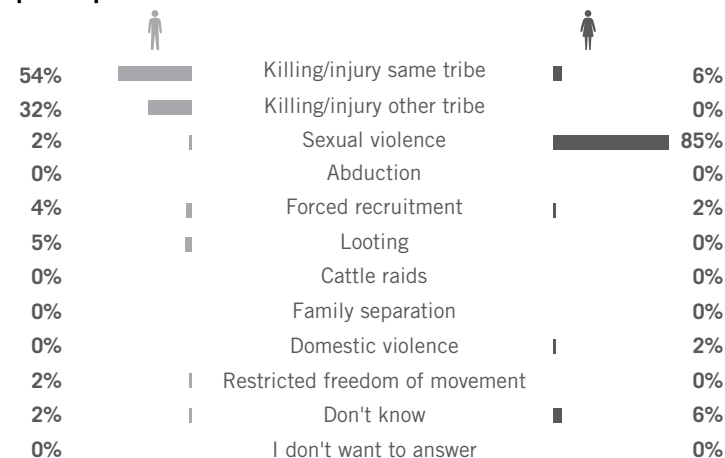 54% Killing/injury same tribe 6%
32% Killing/injury other tribe 0%
2% Sexual violence 85%
0% Abduction 0%
4% Forced recruitment 2%
5% Looting 0%
0% Cattle raids 0%
0% Family separation 0%
0% Domestic violence 2%
2% Restricted freedom of movement 0%
2% Don't know 6%
0% I don't want to answer 0%